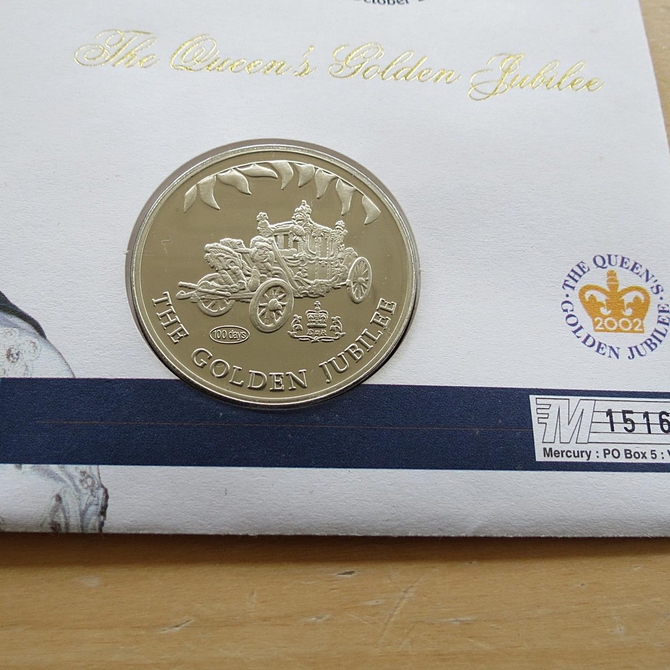 October
The Queen's Golden Jubilee
100 days
THE GOLDEN JUBILEE
· THE QUEEN'S ·
2002
GOLDEN JUBILEE
M 1516
Mercury : PO Box 5 :